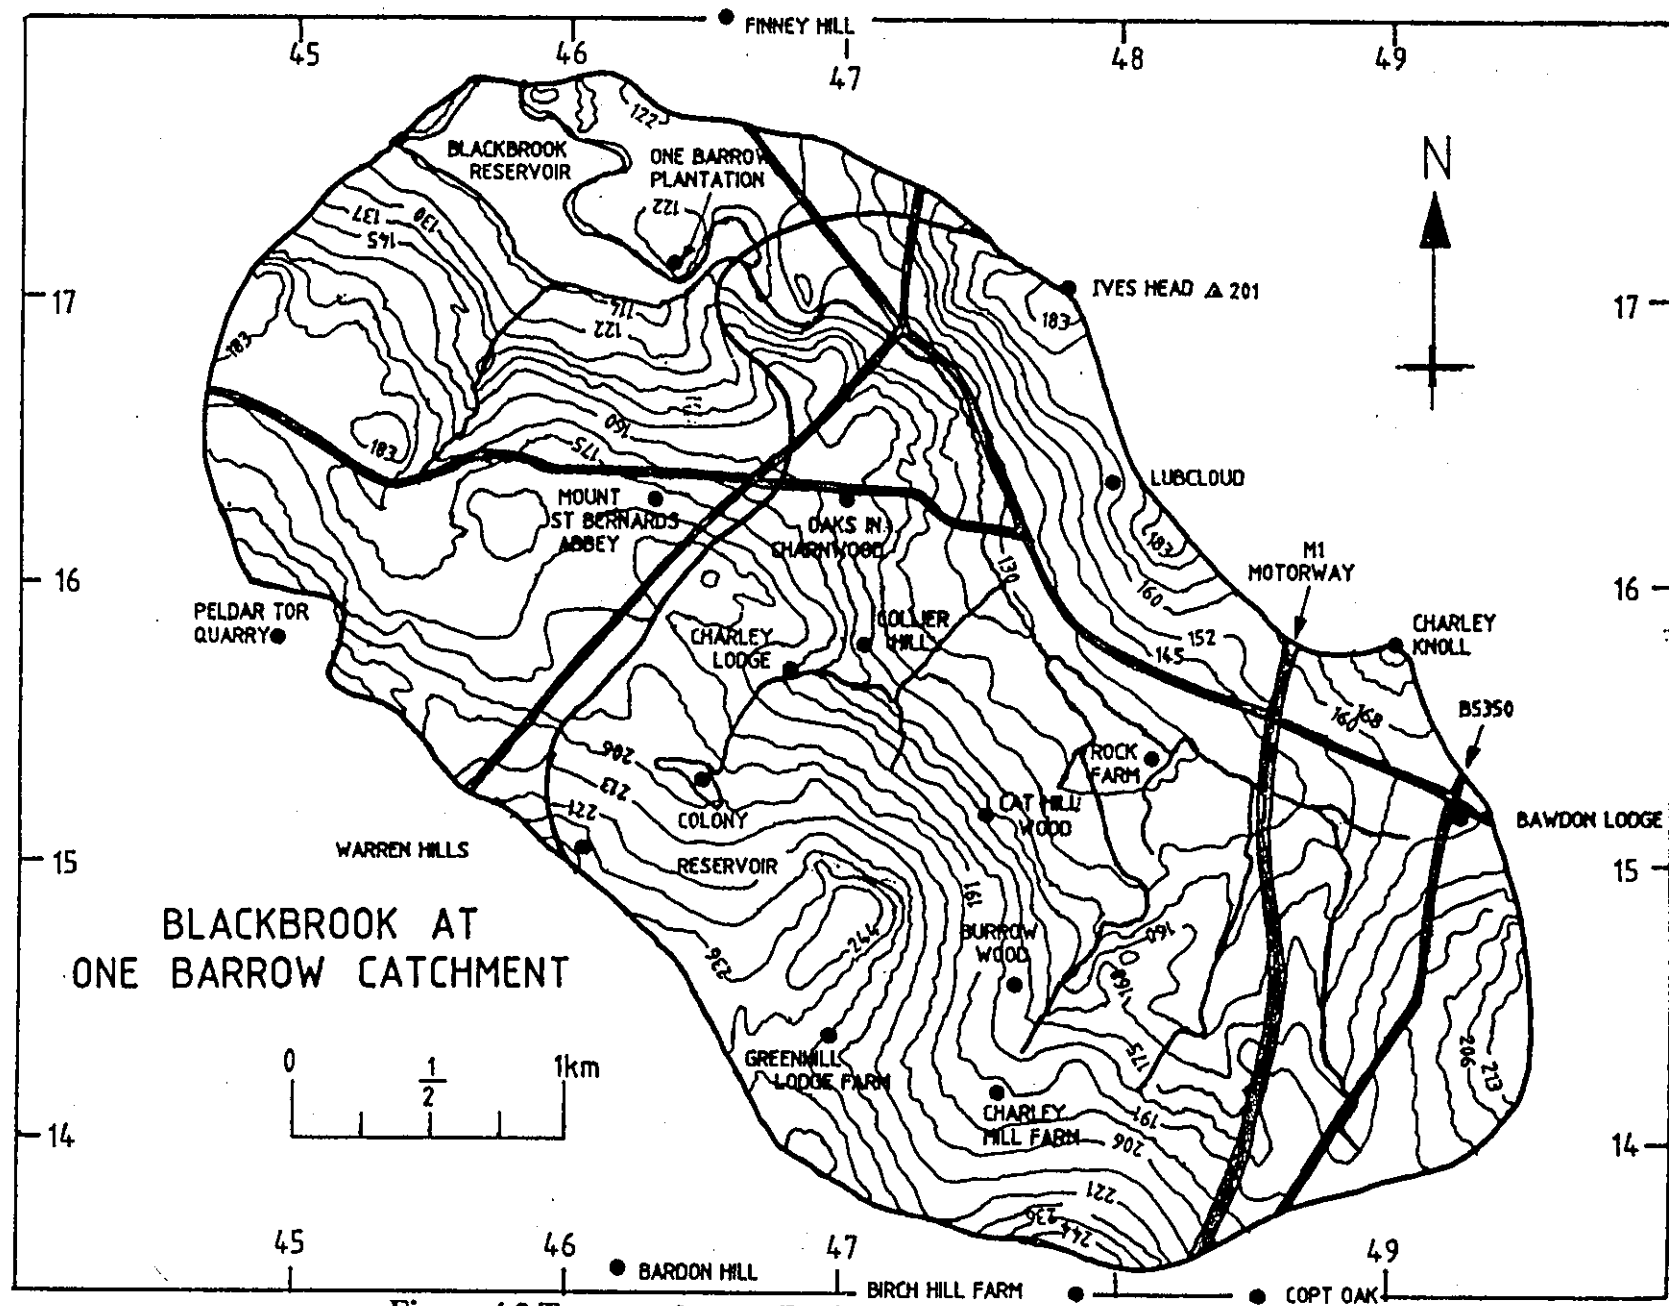 FINNEY HILL
45
46
47
48
49
122
BLACKBROOK
RESERVOIR
ONE BARROW
PLANTATION
122
N
137
130
145
17
17
IVES HEAD △ 201
183
114
122
183
160
175
183
LUBCLOUD
MOUNT
ST BERNARDS
ABBEY
OAKS IN
CHARNWOOD
183
M1
MOTORWAY
16
16
130
160
PELDAR TOR
QUARRY
CHARLEY
LODGE
COLLIER
HILL
152
145
CHARLEY
KNOLL
160
168
B5350
206
213
221
ROCK
FARM
COLONY
CAT HILL
WOOD
BAWDON LODGE
WARREN HILLS
RESERVOIR
15
15
191
BLACKBROOK AT
ONE BARROW CATCHMENT
244
236
BURROW
WOOD
160
168
0
1/2
1km
GREENHILL
LODGE FARM
175
206
213
CHARLEY
MILL FARM
191
206
14
14
221
236
244
45
46
47
49
BARDON HILL
BIRCH HILL FARM
COPT OAK